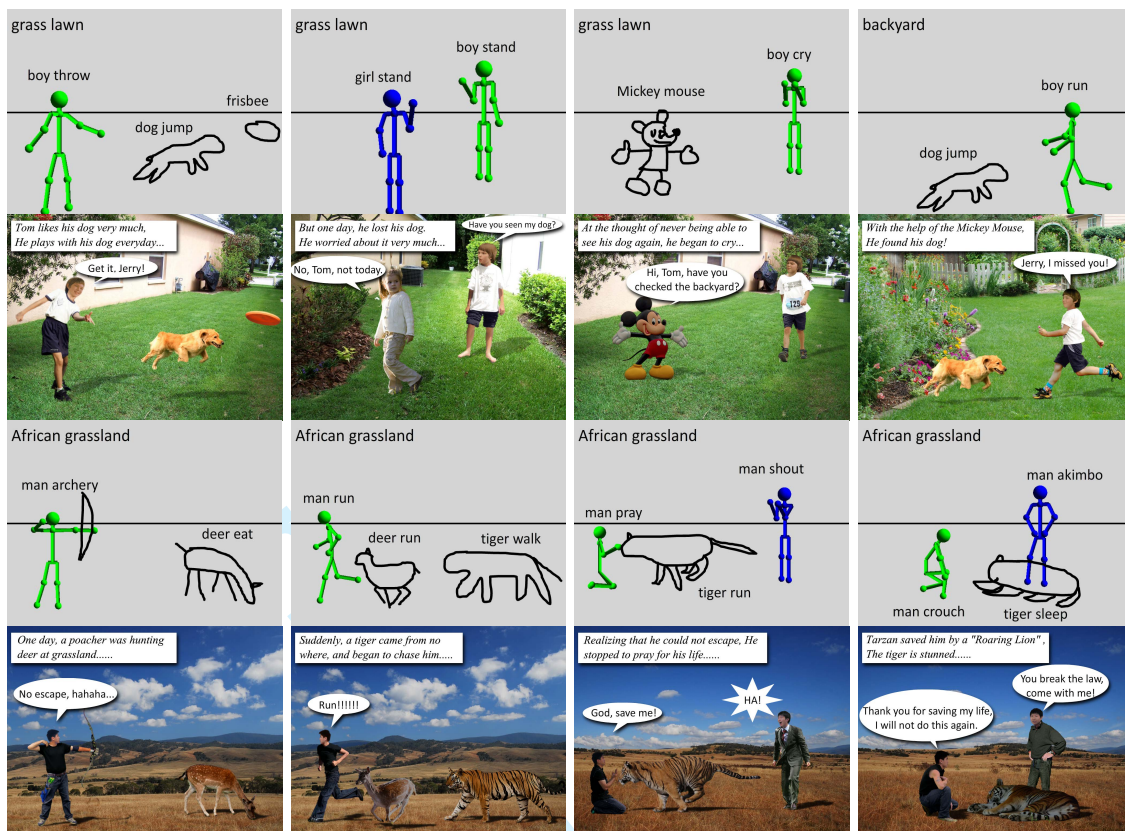 grass lawn
boy throw
dog jump
frisbee
grass lawn
girl stand
boy stand
grass lawn
Mickey mouse
boy cry
backyard
dog jump
boy run
Tom likes his dog very much,
He plays with his dog everyday...
Get it, Jerry!
But one day, he lost his dog.
He worried about it very much...
Have you seen my dog?
No, Tom, not today.
At the thought of never being able to
see his dog again, he began to cry...
Hi, Tom, have you
checked the backyard?
125
With the help of the Mickey Mouse,
He found his dog!
Jerry, I missed you!
African grassland
man archery
deer eat
African grassland
man run
deer run
tiger walk
African grassland
man pray
tiger run
man shout
African grassland
man akimbo
man crouch
tiger sleep
One day, a poacher was hunting
deer at grassland......
No escape, hahaha...
Suddenly, a tiger came from no
where, and began to chase him.....
Run!!!!!!
Realizing that he could not escape, He
stopped to pray for his life......
God, save me!
HA!
Tarzan saved him by a "Roaring Lion" ,
The tiger is stunned......
You break the law,
come with me!
Thank you for saving my life,
I will not do this again.